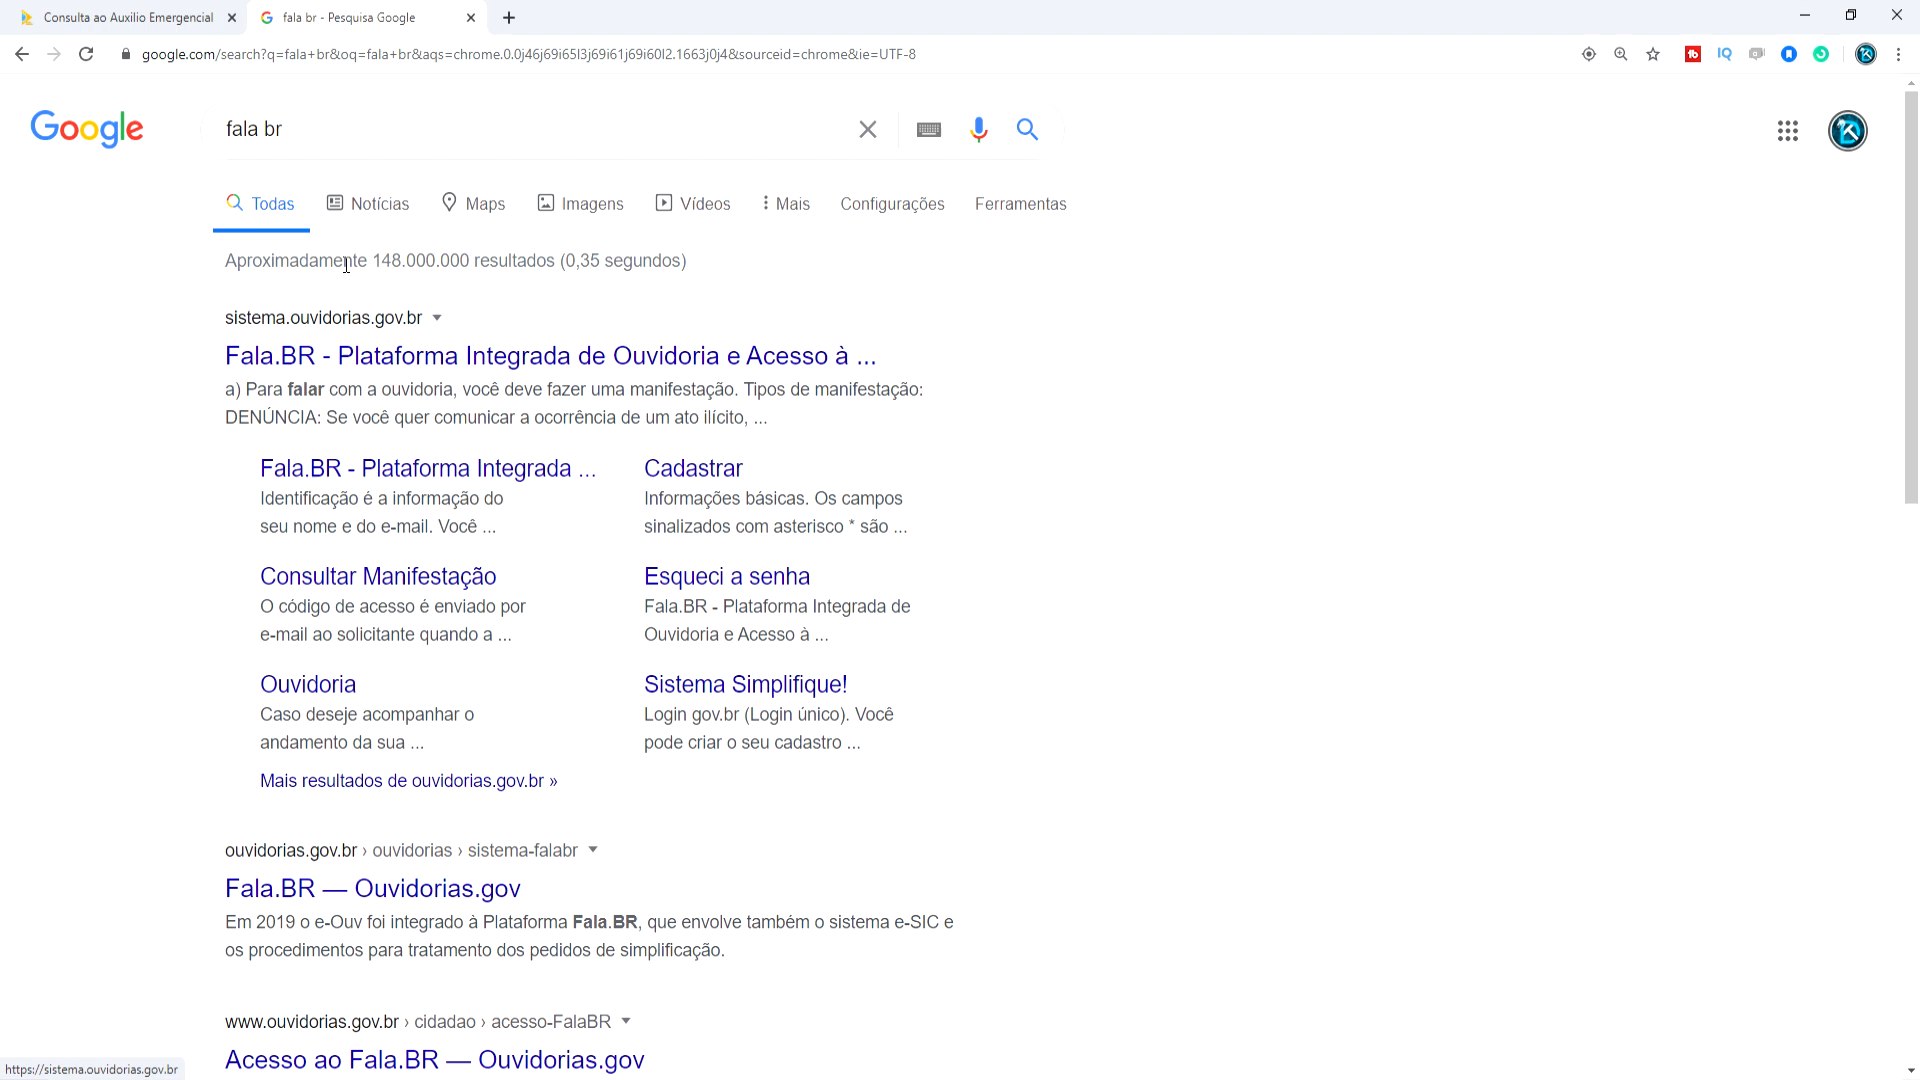 Consulta ao Auxilio Emergencial
fala br - Pesquisa Google
google.com/search?q=fala+br&oq=fala+br&aqs=chrome.0.0j46j69i65l3j69i61j69i60l2.1663j0j4&sourceid=chrome&ie=UTF-8
IQ
Google
fala br
Todas
Notícias
Maps
Imagens
Vídeos
Mais
Configurações
Ferramentas
Aproximadamente 148.000.000 resultados (0,35 segundos)
sistema.ouvidorias.gov.br
Fala.BR - Plataforma Integrada de Ouvidoria e Acesso à ...
a) Para falar com a ouvidoria, você deve fazer uma manifestação. Tipos de manifestação:
DENÚNCIA: Se você quer comunicar a ocorrência de um ato ilícito, ...
Fala.BR - Plataforma Integrada ...
Identificação é a informação do
seu nome e do e-mail. Você ...
Cadastrar
Informações básicas. Os campos
sinalizados com asterisco * são ...
Consultar Manifestação
O código de acesso é enviado por
e-mail ao solicitante quando a ...
Esqueci a senha
Fala.BR - Plataforma Integrada de
Ouvidoria e Acesso à ...
Ouvidoria
Caso deseje acompanhar o
andamento da sua ...
Sistema Simplifique!
Login gov.br (Login único). Você
pode criar o seu cadastro ...
Mais resultados de ouvidorias.gov.br »
ouvidorias.gov.br › ouvidorias › sistema-falabr
Fala.BR — Ouvidorias.gov
Em 2019 o e-Ouv foi integrado à Plataforma Fala.BR, que envolve também o sistema e-SIC e
os procedimentos para tratamento dos pedidos de simplificação.
www.ouvidorias.gov.br › cidadao › acesso-FalaBR
Acesso ao Fala.BR — Ouvidorias.gov
https://sistema.ouvidorias.gov.br